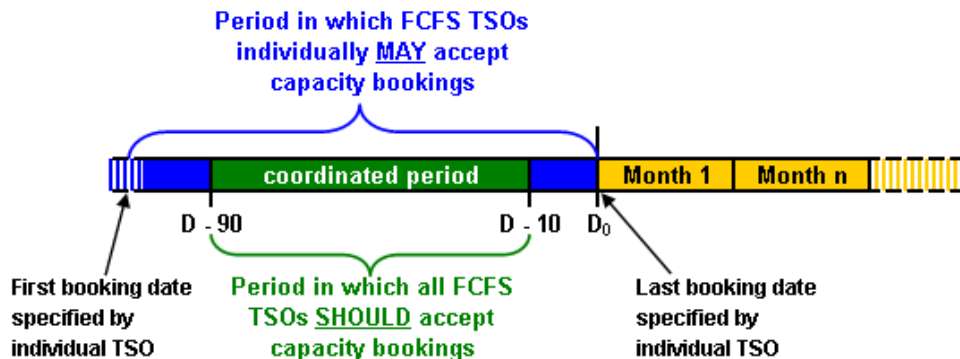 Period in which FCFS TSOs
individually MAY accept
capacity bookings
coordinated period
Month 1
Month n
D - 90
D - 10
D₀
First booking date
specified by
individual TSO
Period in which all FCFS
TSOs SHOULD accept
capacity bookings
Last booking date
specified by
individual TSO